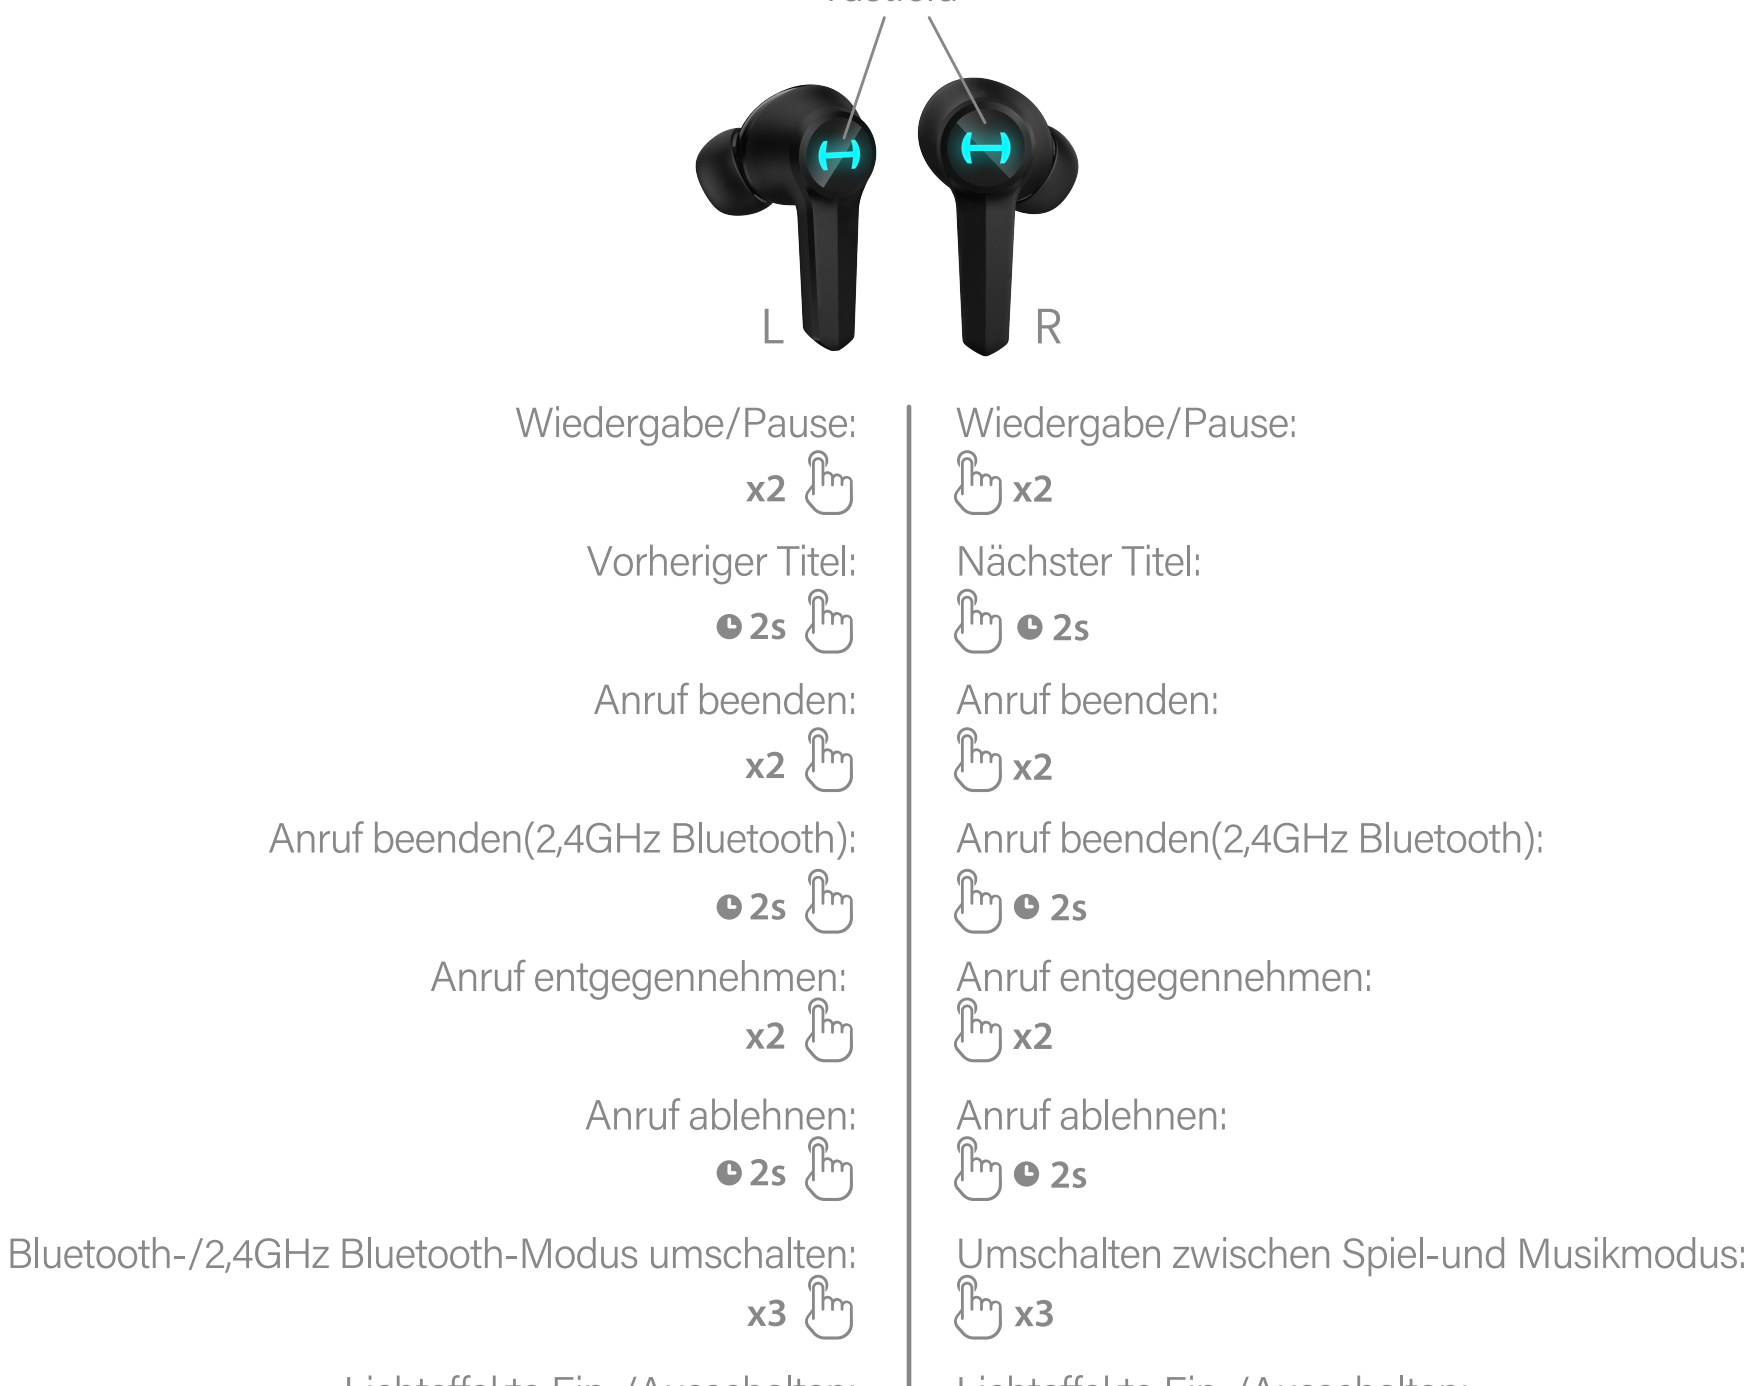 L
R
Wiedergabe/Pause:
x2
Vorheriger Titel:
2s
Anruf beenden:
x2
Anruf beenden(2,4GHz Bluetooth):
2s
Anruf entgegennehmen:
x2
Anruf ablehnen:
2s
Bluetooth-/2,4GHz Bluetooth-Modus umschalten:
x3
Wiedergabe/Pause:
x2
Nächster Titel:
2s
Anruf beenden:
x2
Anruf beenden(2,4GHz Bluetooth):
2s
Anruf entgegennehmen:
x2
Anruf ablehnen:
2s
Umschalten zwischen Spiel-und Musikmodus:
x3